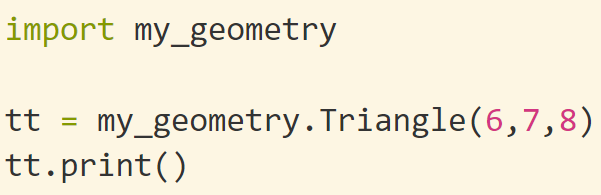 import my_geometry
tt = my_geometry.Triangle(6,7,8)
tt.print()